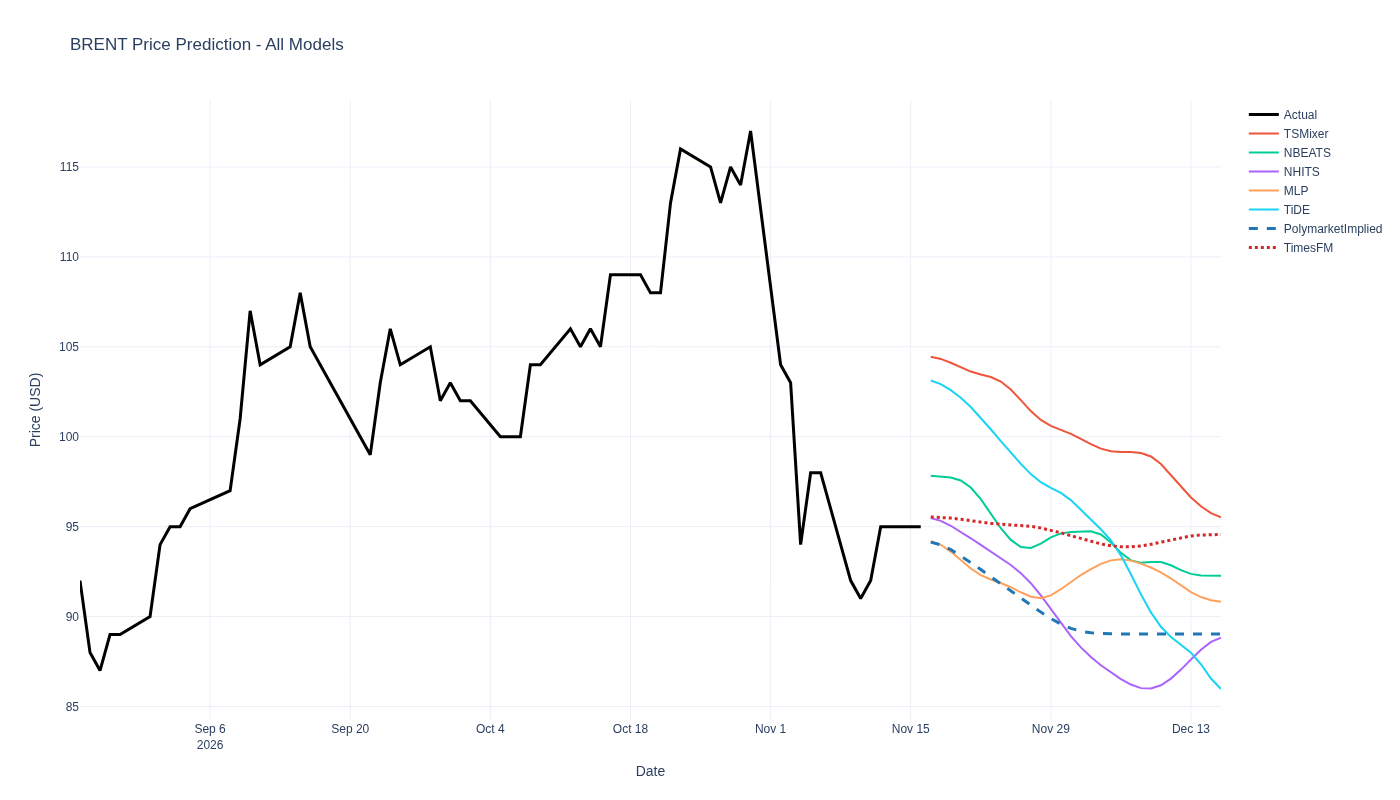 BRENT Price Prediction - All Models
Actual
TSMixer
NBEATS
NHITS
MLP
TiDE
PolymarketImplied
TimesFM
Price (USD)
115
110
105
100
95
90
85
Sep 6
2026
Sep 20
Oct 4
Oct 18
Nov 1
Nov 15
Nov 29
Dec 13
Date